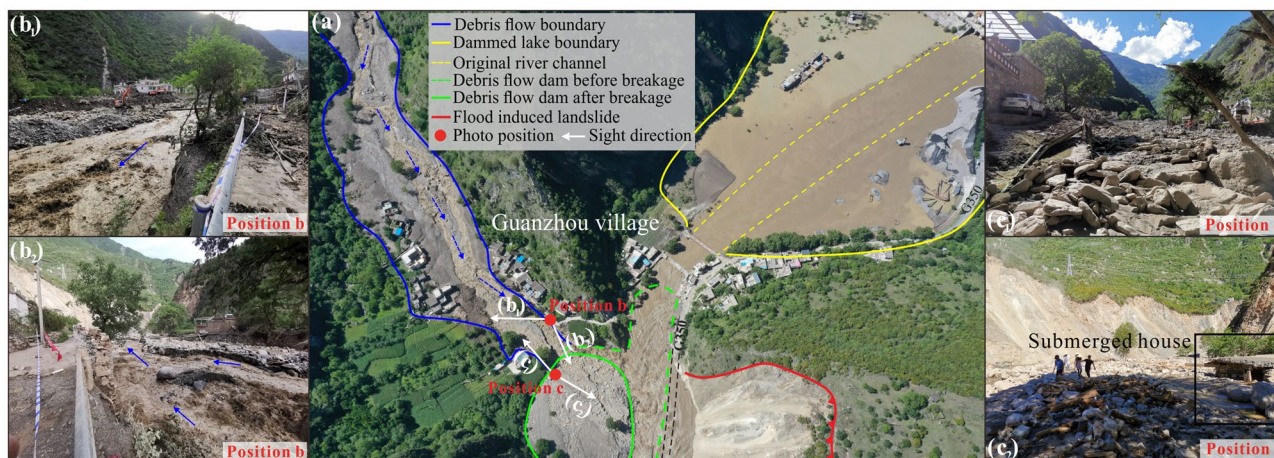 (b₁)
Position b
(b₂)
Position b
(a)
Debris flow boundary
Dammed lake boundary
Original river channel
Debris flow dam before breakage
Debris flow dam after breakage
Flood induced landslide
Photo position
Sight direction
Guanzhou village
G350
(b₁)
Position b
(b₂)
G350
(c₁)
Position c
(c₂)
(c₁)
Position
Submerged house
(c₂)
Position